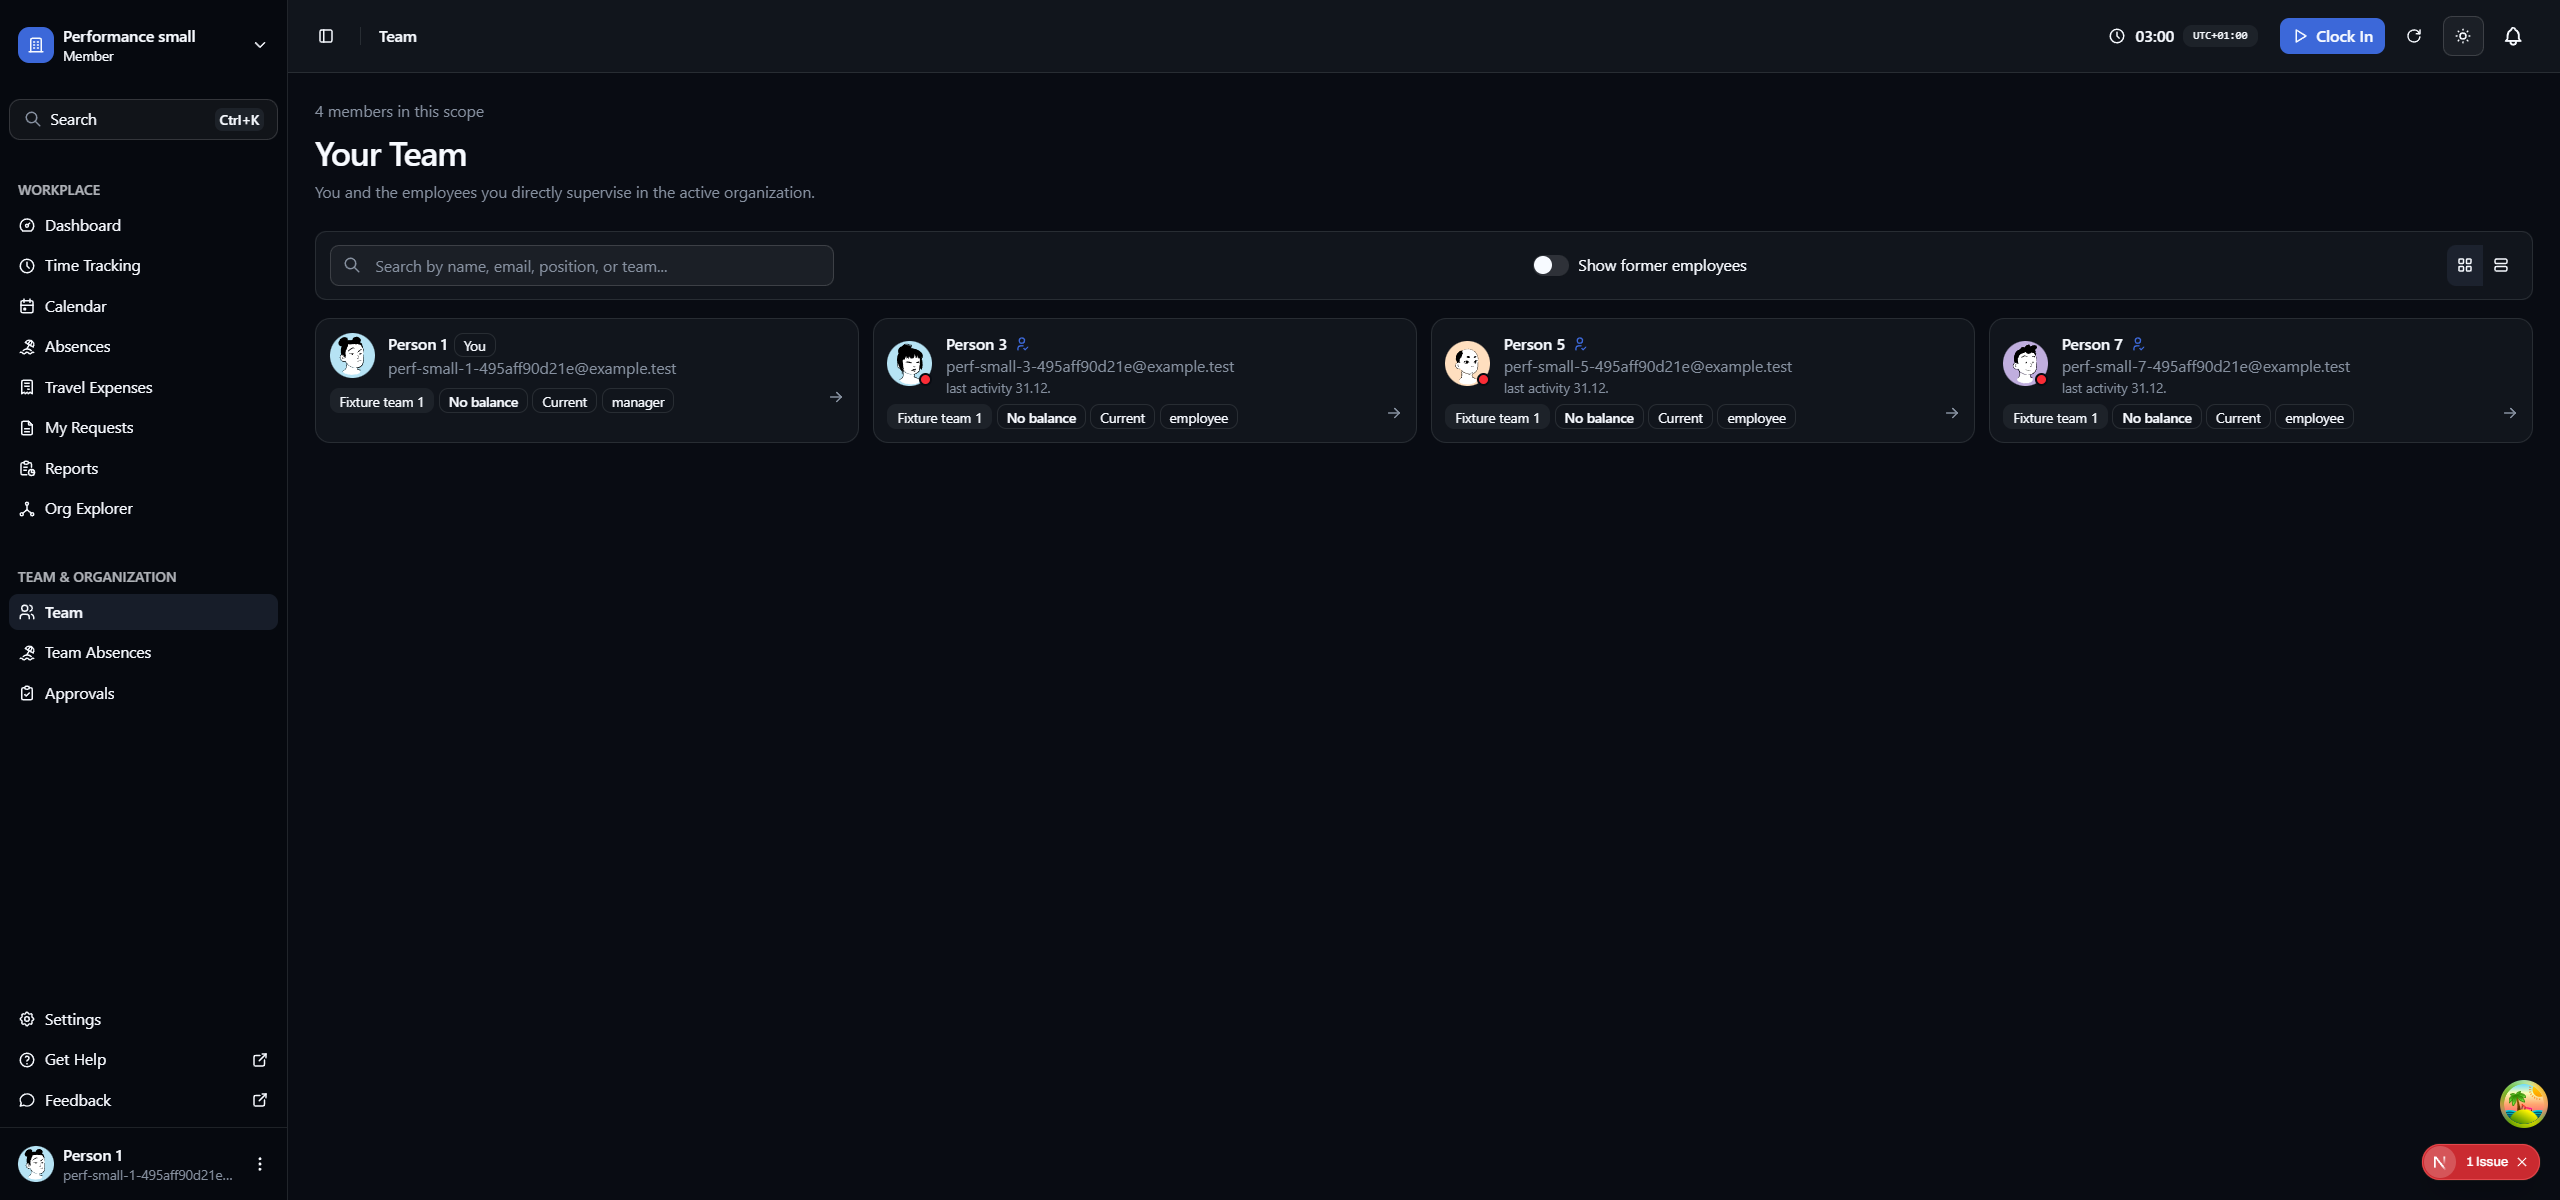 Performance small
Member
Search
Ctrl+K
WORKPLACE
Dashboard
Time Tracking
Calendar
Absences
Travel Expenses
My Requests
Reports
Org Explorer
TEAM & ORGANIZATION
Team
Team Absences
Approvals
Settings
Get Help
Feedback
Person 1
perf-small-1-495aff90d21e...
Team
03:00 UTC+01:00
Clock In
4 members in this scope
Your Team
You and the employees you directly supervise in the active organization.
Search by name, email, position, or team...
Show former employees
Person 1 You
perf-small-1-495aff90d21e@example.test
Fixture team 1 No balance Current manager
Person 3
perf-small-3-495aff90d21e@example.test
last activity 31.12.
Fixture team 1 No balance Current employee
Person 5
perf-small-5-495aff90d21e@example.test
last activity 31.12.
Fixture team 1 No balance Current employee
Person 7
perf-small-7-495aff90d21e@example.test
last activity 31.12.
Fixture team 1 No balance Current employee
N 1 Issue